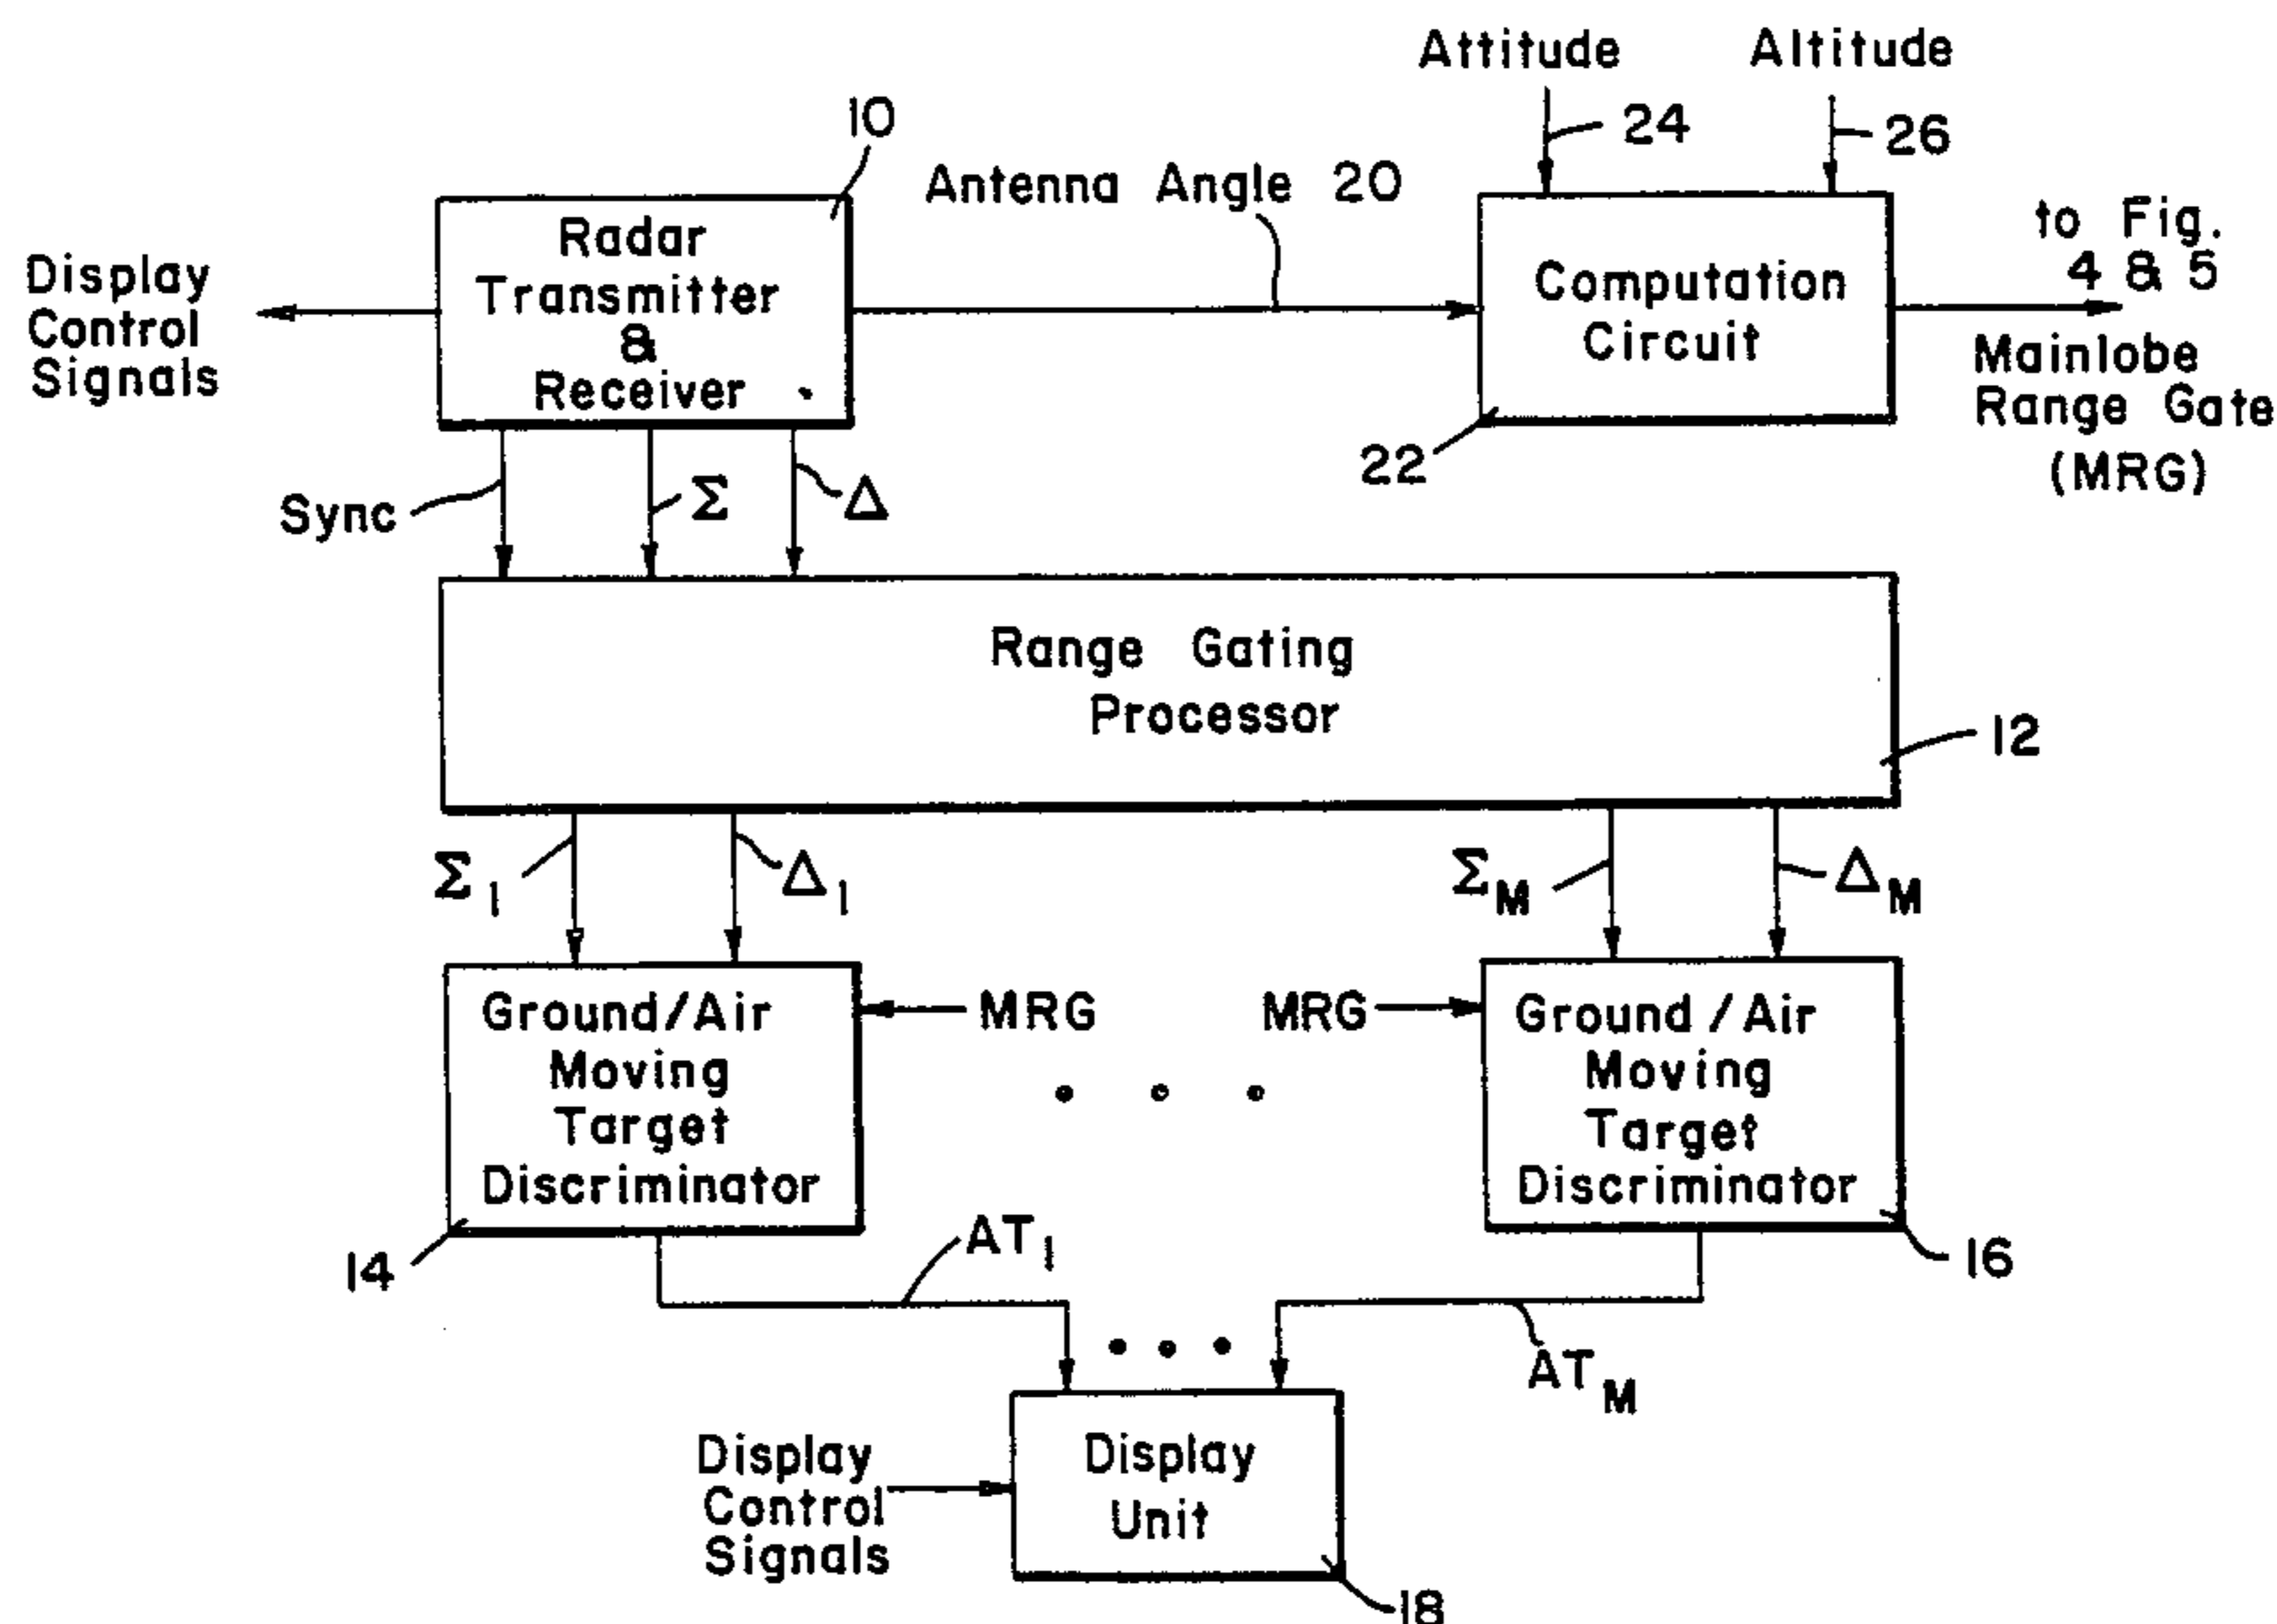 Attitude
Altitude
10
24
26
Antenna Angle 20
Radar
Transmitter
&
Receiver
Computation
Circuit
to Fig.
4 & 5
Display
Control
Signals
Mainlobe
Range Gate
(MRG)
22
Sync
Σ
Δ
Range Gating
Processor
12
Σ1
Δ1
ΣM
ΔM
Ground/Air
Moving
Target
Discriminator
MRG
MRG
Ground / Air
Moving
Target
Discriminator
14
AT1
16
ATM
Display
Control
Signals
Display
Unit
18